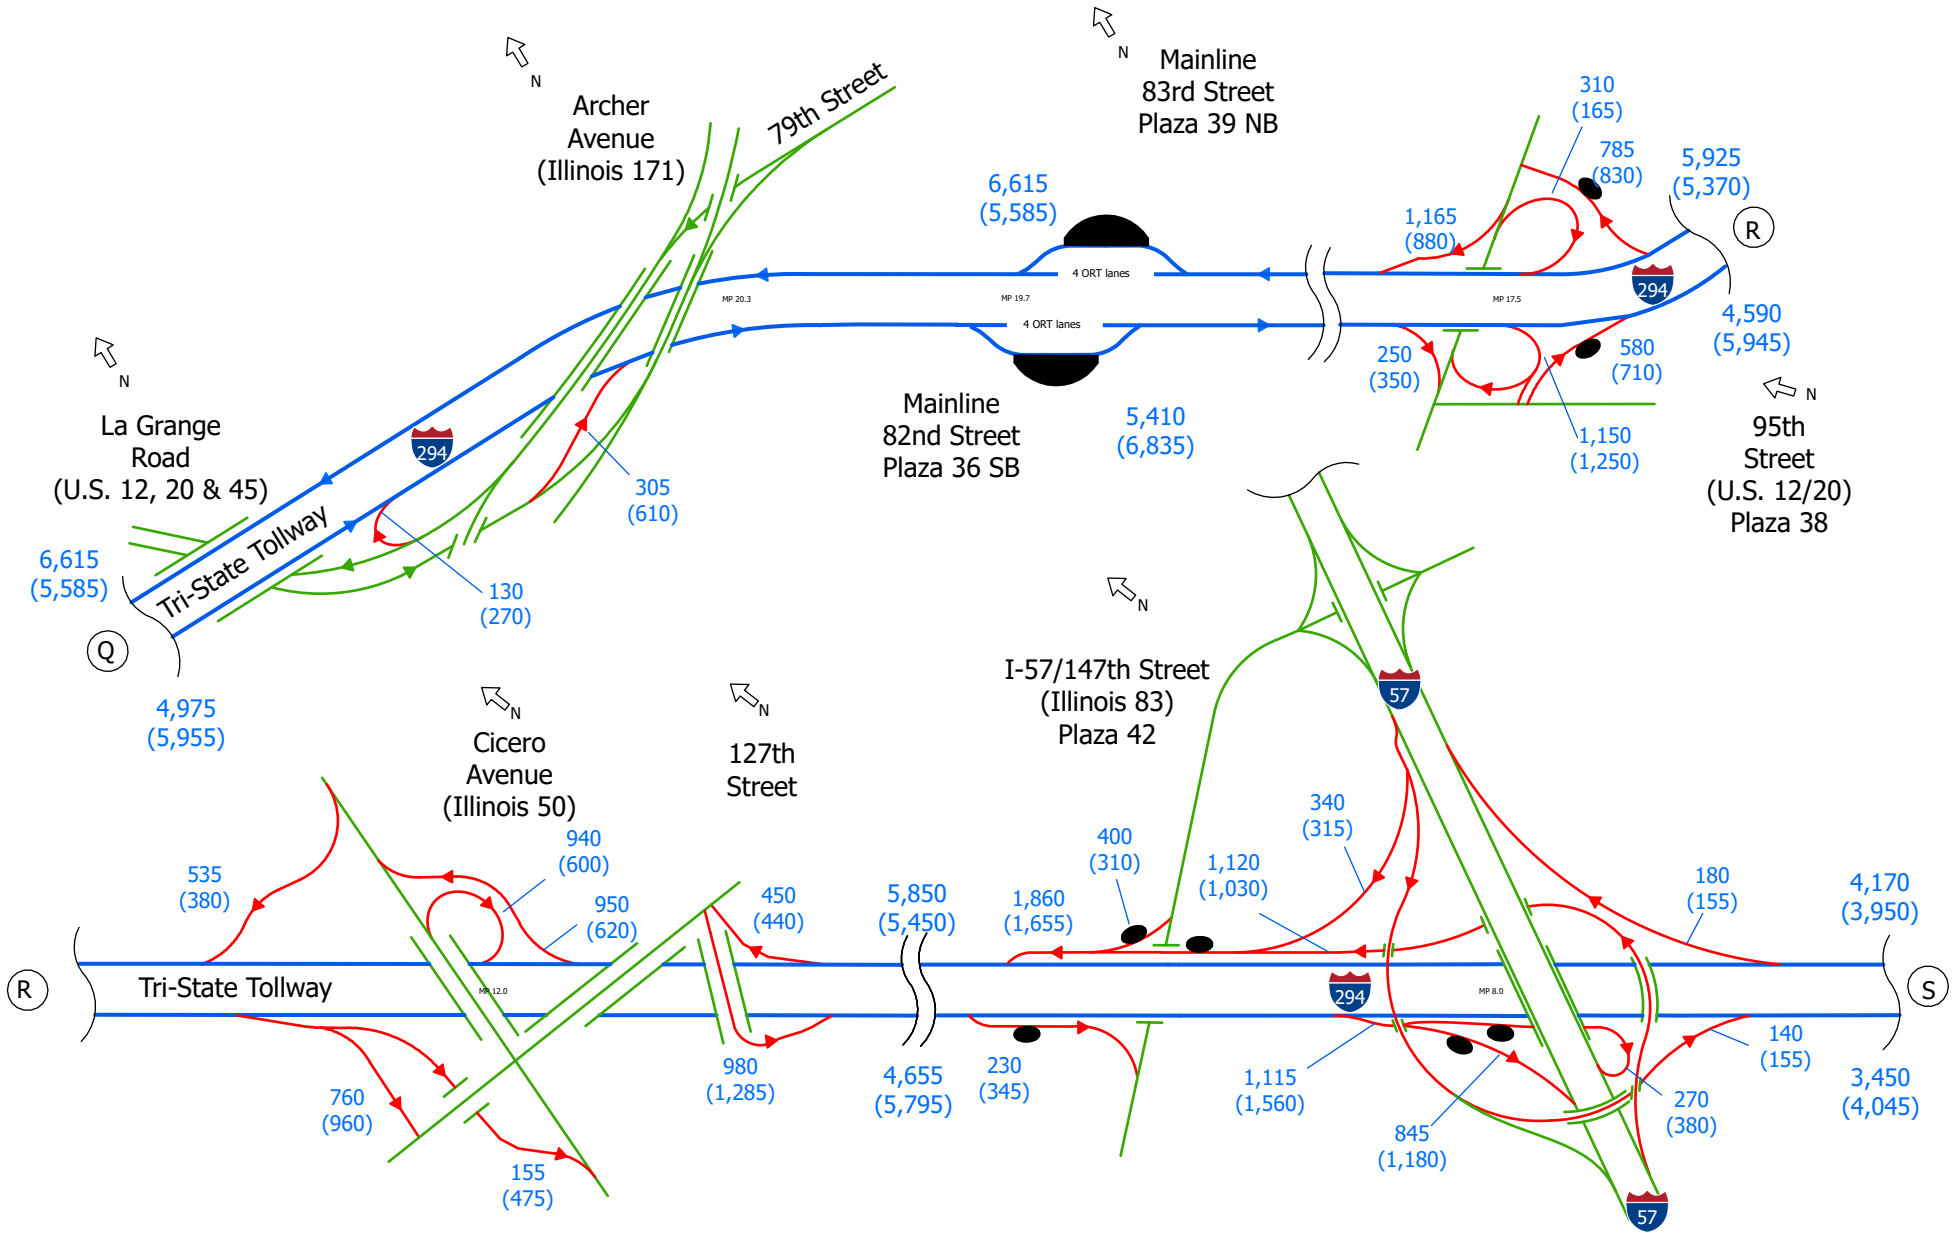 N
Archer
Avenue
(Illinois 171)
79th Street
N
Mainline
83rd Street
Plaza 39 NB
6,615
(5,585)
4 ORT lanes
MP 20.3
MP 19.7
4 ORT lanes
Mainline
82nd Street
Plaza 36 SB
5,410
(6,835)
310
(165)
785
(830)
5,925
(5,370)
R
1,165
(880)
MP 17.5
294
4,590
(5,945)
250
(350)
580
(710)
1,150
(1,250)
N
95th
Street
(U.S. 12/20)
Plaza 38
N
La Grange
Road
(U.S. 12, 20 & 45)
294
305
(610)
6,615
(5,585)
Tri-State Tollway
130
(270)
Q
4,975
(5,955)
N
Cicero
Avenue
(Illinois 50)
N
127th
Street
N
I-57/147th Street
(Illinois 83)
Plaza 42
57
535
(380)
940
(600)
950
(620)
450
(440)
5,850
(5,450)
1,860
(1,655)
400
(310)
1,120
(1,030)
340
(315)
180
(155)
4,170
(3,950)
R
Tri-State Tollway
MP 12.0
294
MP 8.0
S
760
(960)
155
(475)
980
(1,285)
4,655
(5,795)
230
(345)
1,115
(1,560)
845
(1,180)
270
(380)
140
(155)
3,450
(4,045)
57